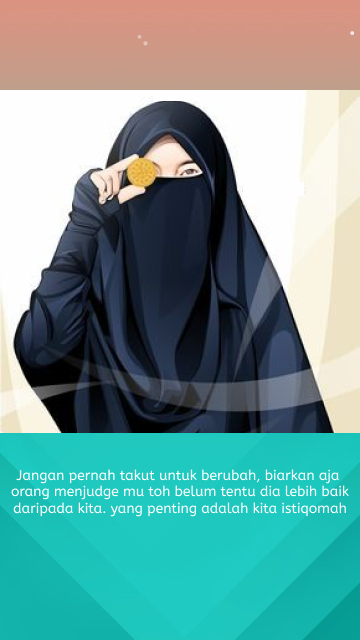 Jangan pernah takut untuk berubah, biarkan aja
orang menjudge mu toh belum tentu dia lebih baik
daripada kita. yang penting adalah kita istiqomah